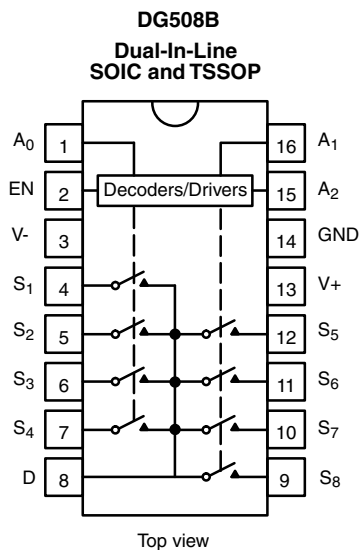 DG508B
Dual-In-Line
SOIC and TSSOP
A0 1 16 A1
EN 2 Decoders/Drivers 15 A2
V- 3 14 GND
S1 4 13 V+
S2 5 12 S5
S3 6 11 S6
S4 7 10 S7
D 8 9 S8
Top view